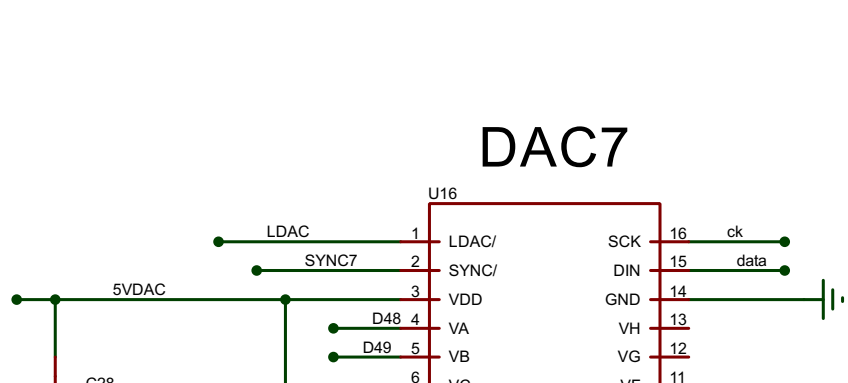 DAC7
U16
LDAC 1 LDAC/ SCK 16 ck
SYNC7 2 SYNC/ DIN 15 data
5VDAC 3 VDD GND 14
D48 4 VA VH 13
D49 5 VB VG 12
6 11